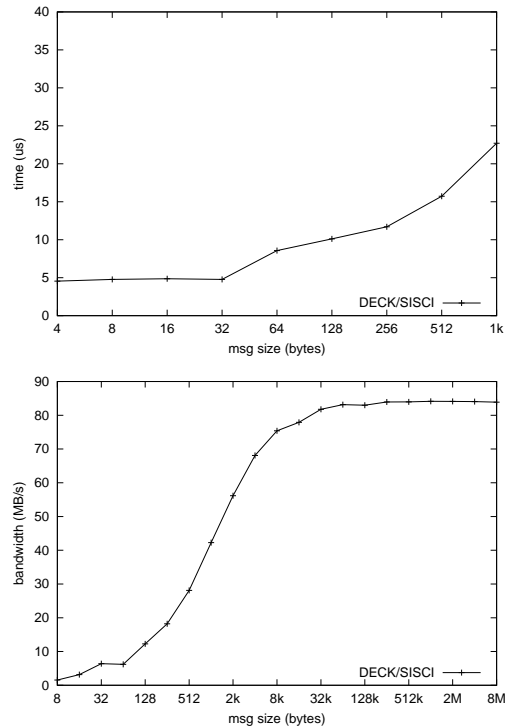 40
35
30
25
20
15
10
5
0
time (us)
DECK/SISCI
4 8 16 32 64 128 256 512 1k
msg size (bytes)
90
80
70
60
50
40
30
20
10
0
bandwidth (MB/s)
DECK/SISCI
8 32 128 512 2k 8k 32k 128k 512k 2M 8M
msg size (bytes)